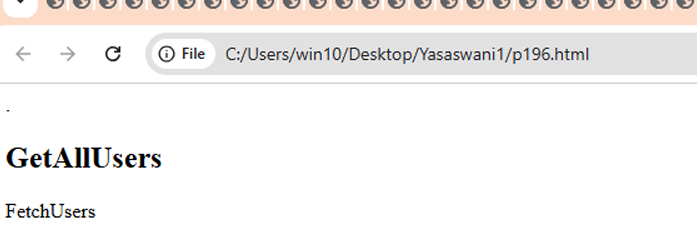 File C:/Users/win10/Desktop/Yasaswani1/p196.html
.
GetAllUsers
FetchUsers